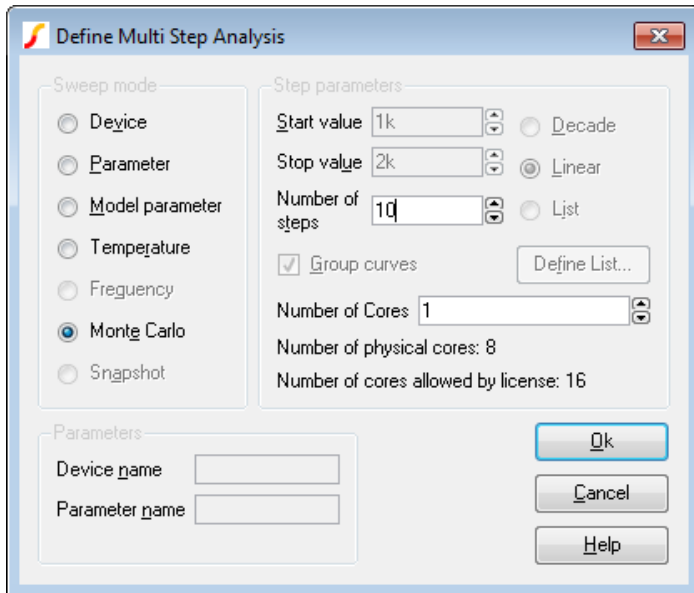 Define Multi Step Analysis
Sweep mode
Device
Parameter
Model parameter
Temperature
Frequency
Monte Carlo
Snapshot
Step parameters
Start value 1k
Decade
Stop value 2k
Linear
Number of
steps
10
List
Group curves
Define List...
Number of Cores 1
Number of physical cores: 8
Number of cores allowed by license: 16
Parameters
Device name
Parameter name
Ok
Cancel
Help